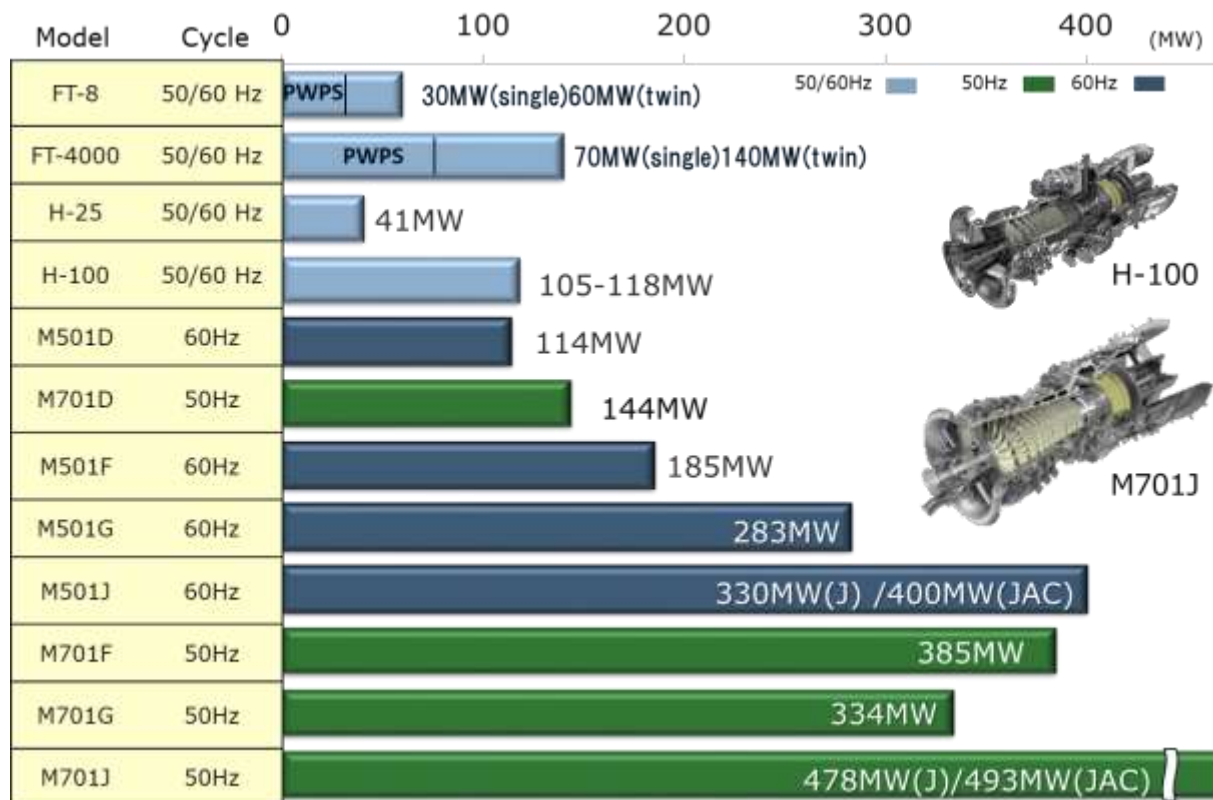 Model Cycle 0 100 200 300 400 (MW)
50/60Hz 50Hz 60Hz
FT-8 50/60 Hz PWPS 30MW(single)60MW(twin)
FT-4000 50/60 Hz PWPS 70MW(single)140MW(twin)
H-25 50/60 Hz 41MW
H-100 50/60 Hz 105-118MW
H-100
M501D 60Hz 114MW
M701D 50Hz 144MW
M501F 60Hz 185MW
M701J
M501G 60Hz 283MW
M501J 60Hz 330MW(J) /400MW(JAC)
M701F 50Hz 385MW
M701G 50Hz 334MW
M701J 50Hz 478MW(J)/493MW(JAC)